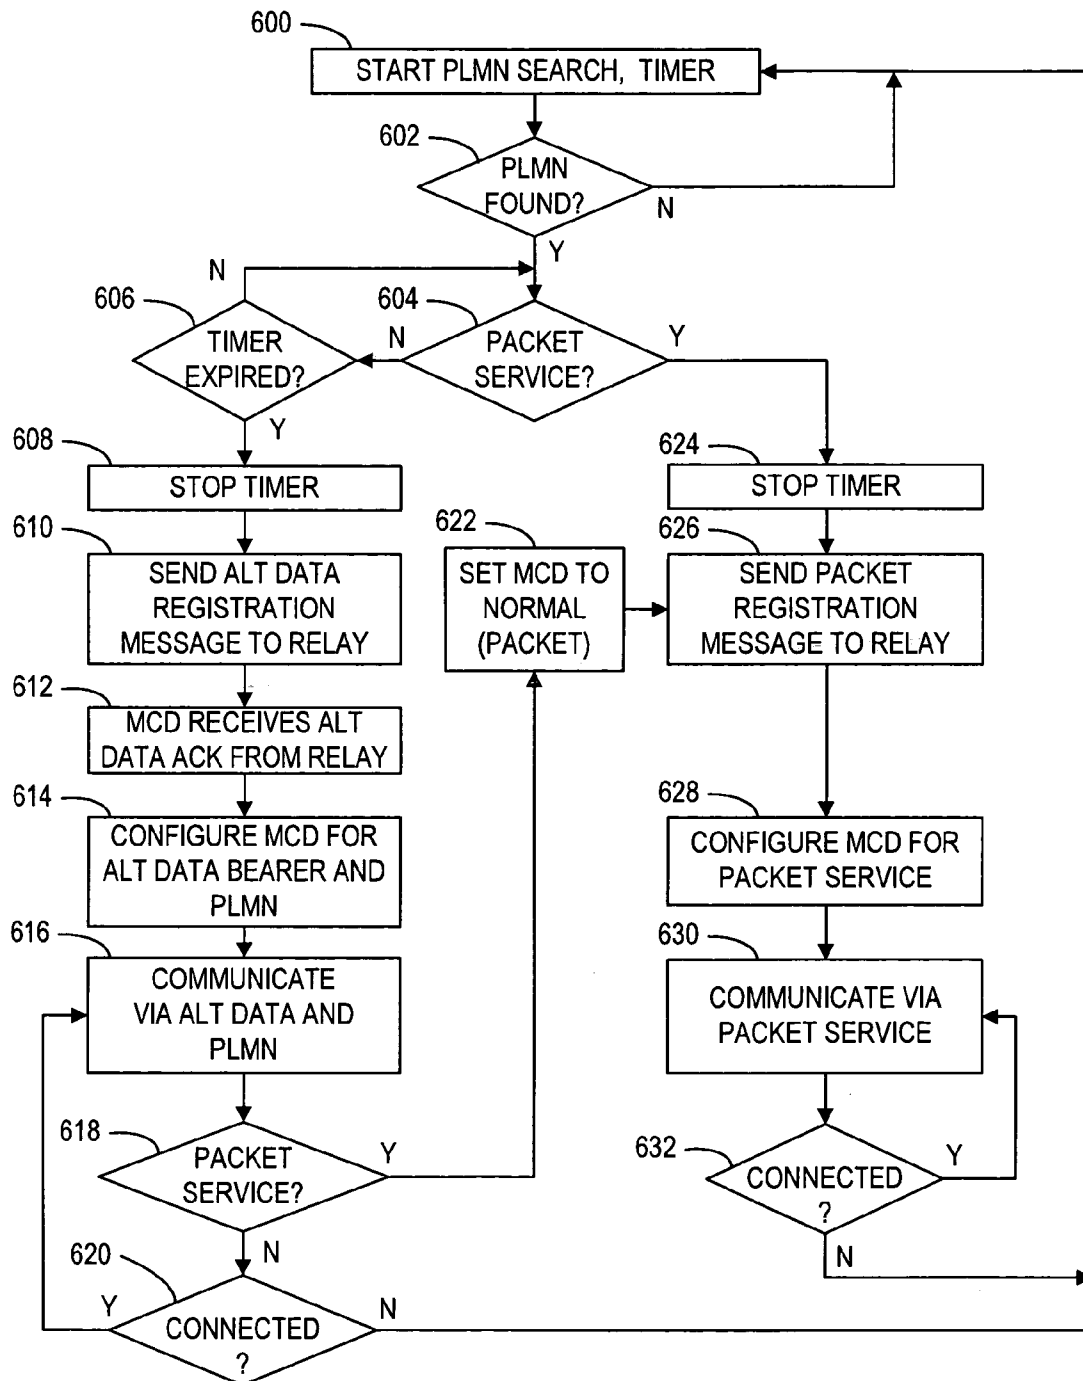 600
START PLMN SEARCH, TIMER
602
PLMN
FOUND?
N
Y
N
606
TIMER
EXPIRED?
N
604
PACKET
SERVICE?
Y
Y
608
STOP TIMER
624
STOP TIMER
610
SEND ALT DATA
REGISTRATION
MESSAGE TO RELAY
622
SET MCD TO
NORMAL
(PACKET)
626
SEND PACKET
REGISTRATION
MESSAGE TO RELAY
612
MCD RECEIVES ALT
DATA ACK FROM RELAY
614
CONFIGURE MCD FOR
ALT DATA BEARER AND
PLMN
628
CONFIGURE MCD FOR
PACKET SERVICE
616
COMMUNICATE
VIA ALT DATA AND
PLMN
630
COMMUNICATE VIA
PACKET SERVICE
618
PACKET
SERVICE?
Y
N
632
CONNECTED
?
Y
N
620
CONNECTED
?
Y
N